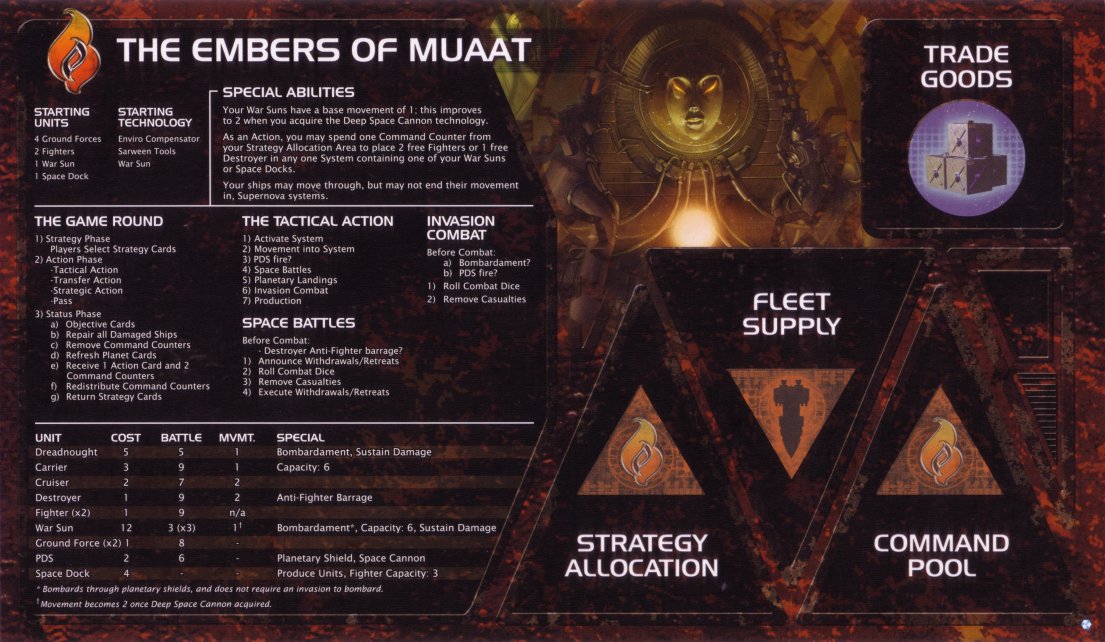 THE EMBERS OF MUAAT
STARTING UNITS
4 Ground Forces
2 Fighters
1 War Sun
1 Space Dock
STARTING TECHNOLOGY
Enviro Compensator
Sarween Tools
War Sun
SPECIAL ABILITIES
Your War Suns have a base movement of 1; this improves
to 2 when you acquire the Deep Space Cannon technology.
As an Action, you may spend one Command Counter from
your Strategy Allocation Area to place 2 free Fighters or 1 free
Destroyer in any one System containing one of your War Suns
or Space Docks.
Your ships may move through, but may not end their movement
in, Supernova systems.
THE GAME ROUND
1) Strategy Phase
Players Select Strategy Cards
2) Action Phase
-Tactical Action
-Transfer Action
-Strategic Action
-Pass
3) Status Phase
a) Objective Cards
b) Repair all Damaged Ships
c) Remove Command Counters
d) Refresh Planet Cards
e) Receive 1 Action Card and 2
Command Counters
f) Redistribute Command Counters
g) Return Strategy Cards
THE TACTICAL ACTION
1) Activate System
2) Movement into System
3) PDS fire?
4) Space Battles
5) Planetary Landings
6) Invasion Combat
7) Production
SPACE BATTLES
Before Combat:
- Destroyer Anti-Fighter barrage?
1) Announce Withdrawals/Retreats
2) Roll Combat Dice
3) Remove Casualties
4) Execute Withdrawals/Retreats
INVASION
COMBAT
Before Combat:
a) Bombardament?
b) PDS fire?
1) Roll Combat Dice
2) Remove Casualties
UNIT COST BATTLE MVMT. SPECIAL
Dreadnought 5 5 1 Bombardament, Sustain Damage
Carrier 3 9 1 Capacity: 6
Cruiser 2 7 2
Destroyer 1 9 2 Anti-Fighter Barrage
Fighter (x2) 1 9 n/a
War Sun 12 3 (x3) 1† Bombardament*, Capacity: 6, Sustain Damage
Ground Force (x2) 1 8 -
PDS 2 6 - Planetary Shield, Space Cannon
Space Dock 4 - Produce Units, Fighter Capacity: 3
* Bombards through planetary shields, and does not require an invasion to bombard.
†Movement becomes 2 once Deep Space Cannon acquired.
TRADE
GOODS
FLEET
SUPPLY
STRATEGY
ALLOCATION
COMMAND
POOL